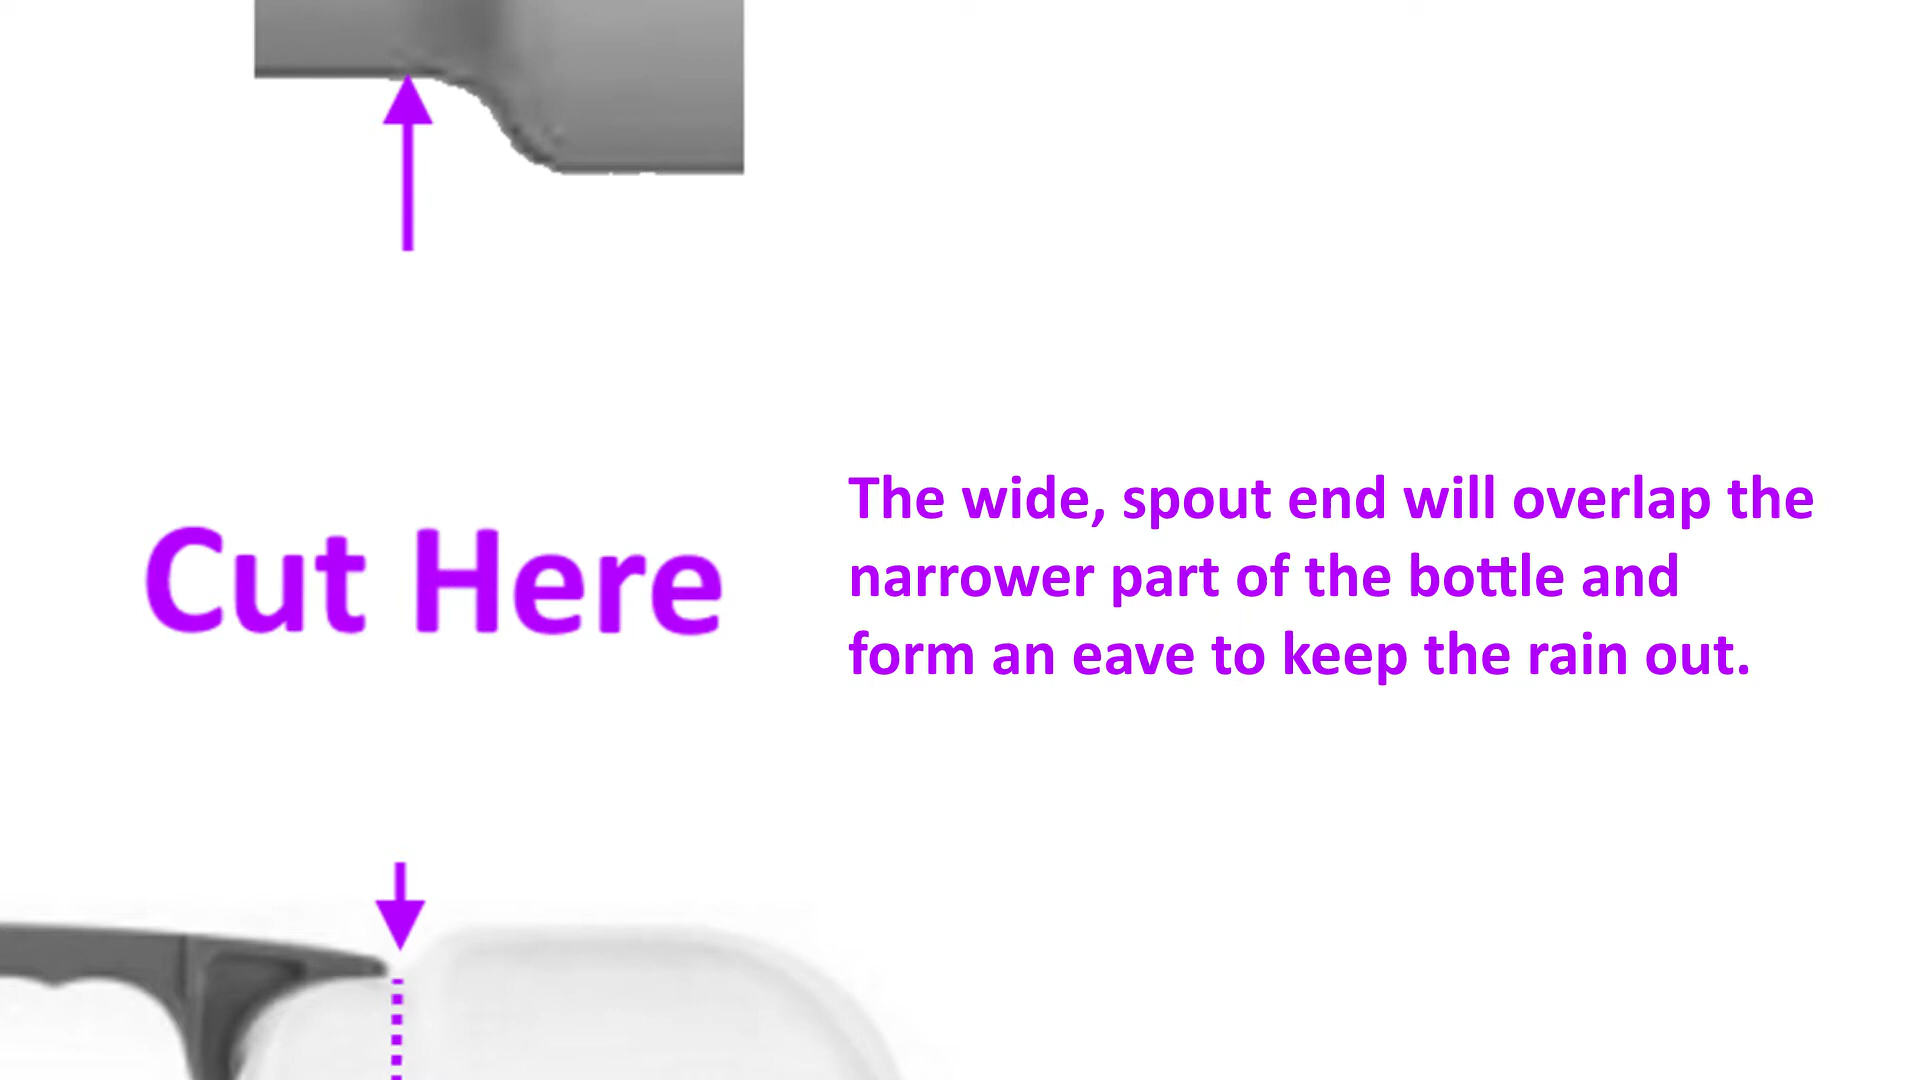 Cut Here
The wide, spout end will overlap the
narrower part of the bottle and
form an eave to keep the rain out.